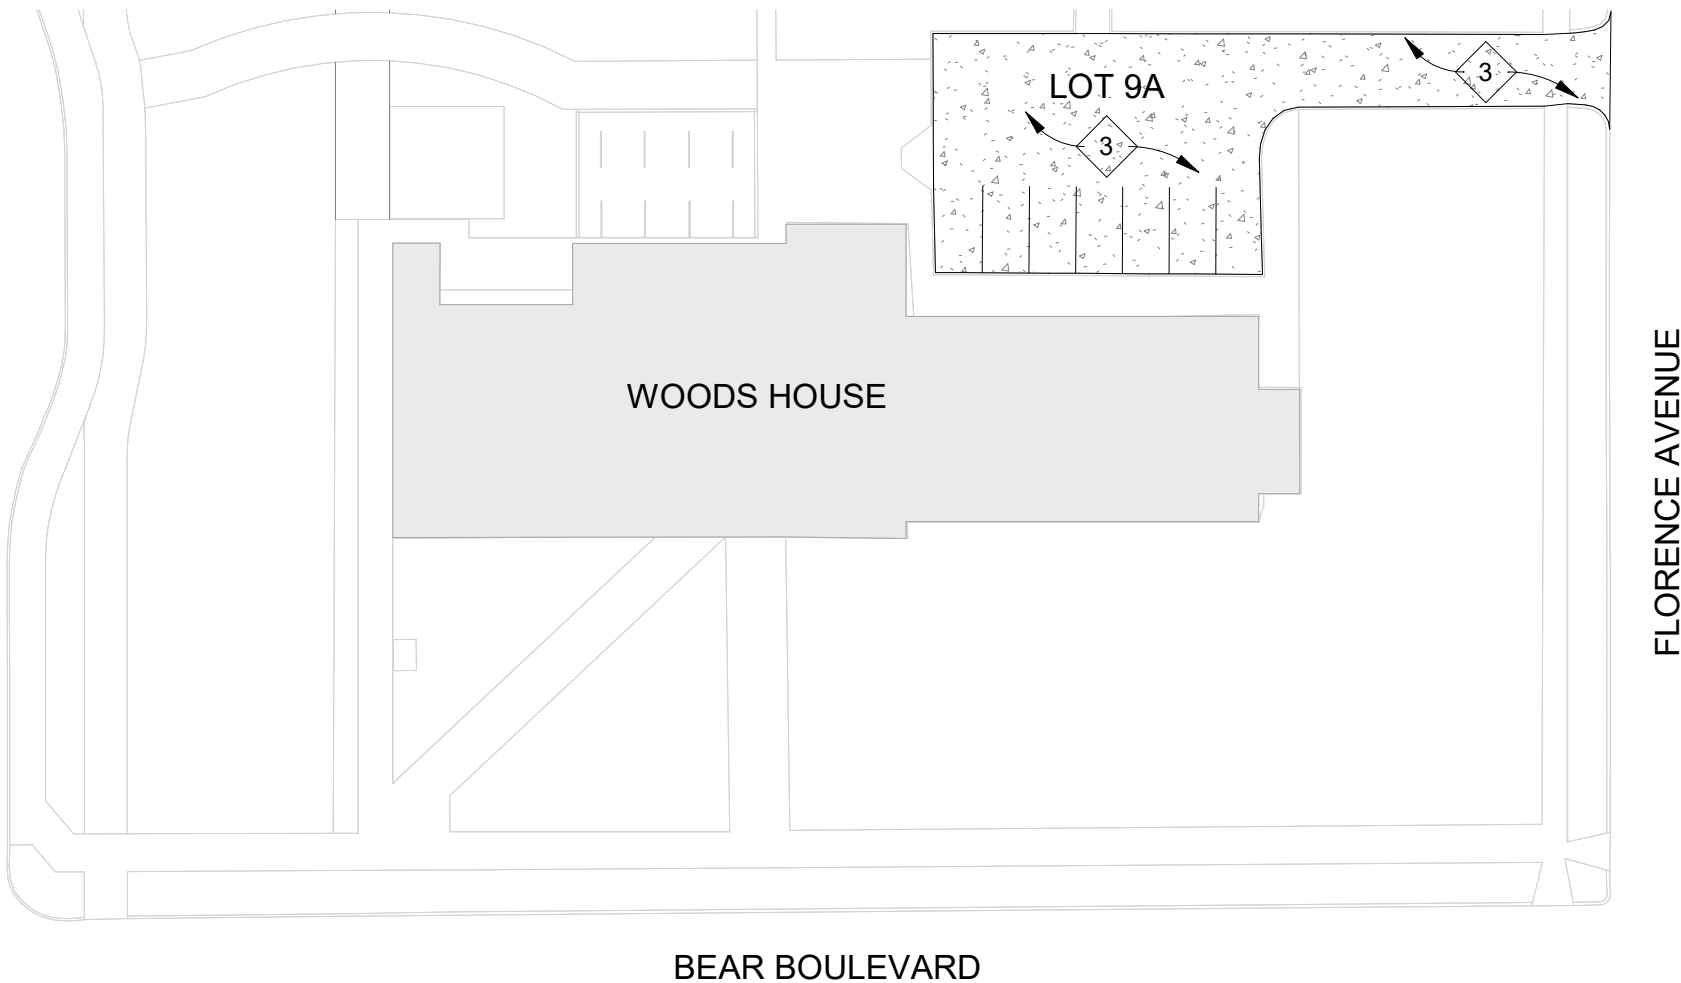 3
LOT 9A
3
WOODS HOUSE
FLORENCE AVENUE
BEAR BOULEVARD